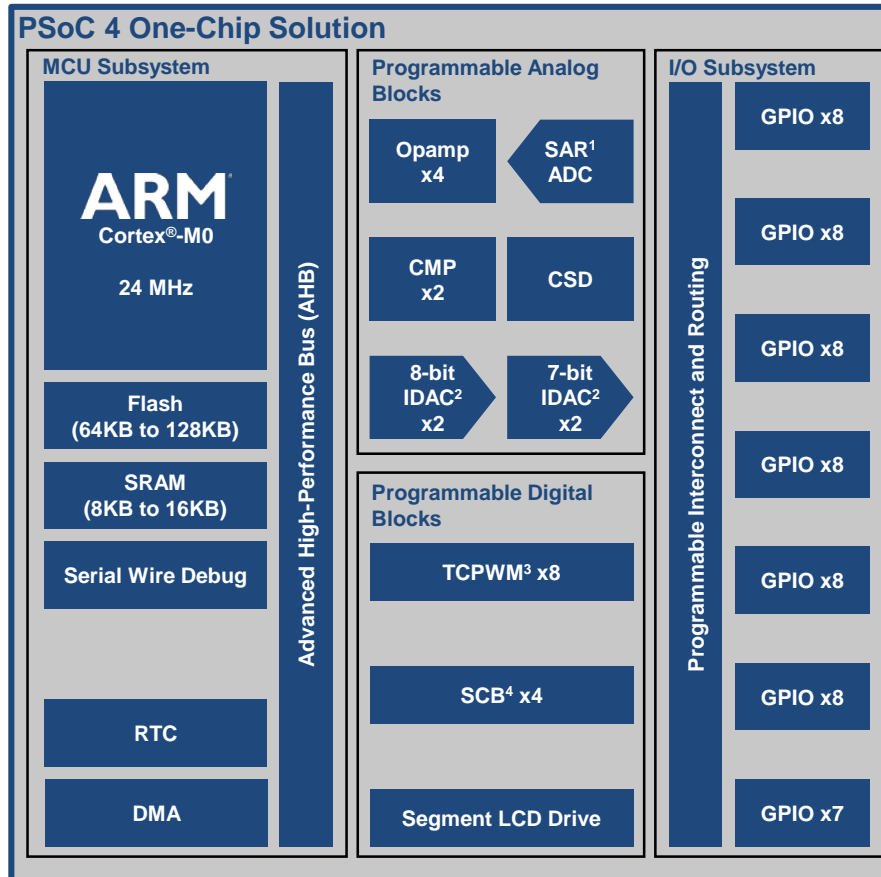 PSoC 4 One-Chip Solution
MCU Subsystem
ARM®
Cortex®-M0
24 MHz
Flash
(64KB to 128KB)
SRAM
(8KB to 16KB)
Serial Wire Debug
RTC
DMA
Advanced High-Performance Bus (AHB)
Programmable Analog
Blocks
Opamp
x4
SAR¹
ADC
CMP
x2
CSD
8-bit
IDAC²
x2
7-bit
IDAC²
x2
Programmable Digital
Blocks
TCPWM³ x8
SCB⁴ x4
Segment LCD Drive
I/O Subsystem
Programmable Interconnect and Routing
GPIO x8
GPIO x8
GPIO x8
GPIO x8
GPIO x8
GPIO x8
GPIO x7